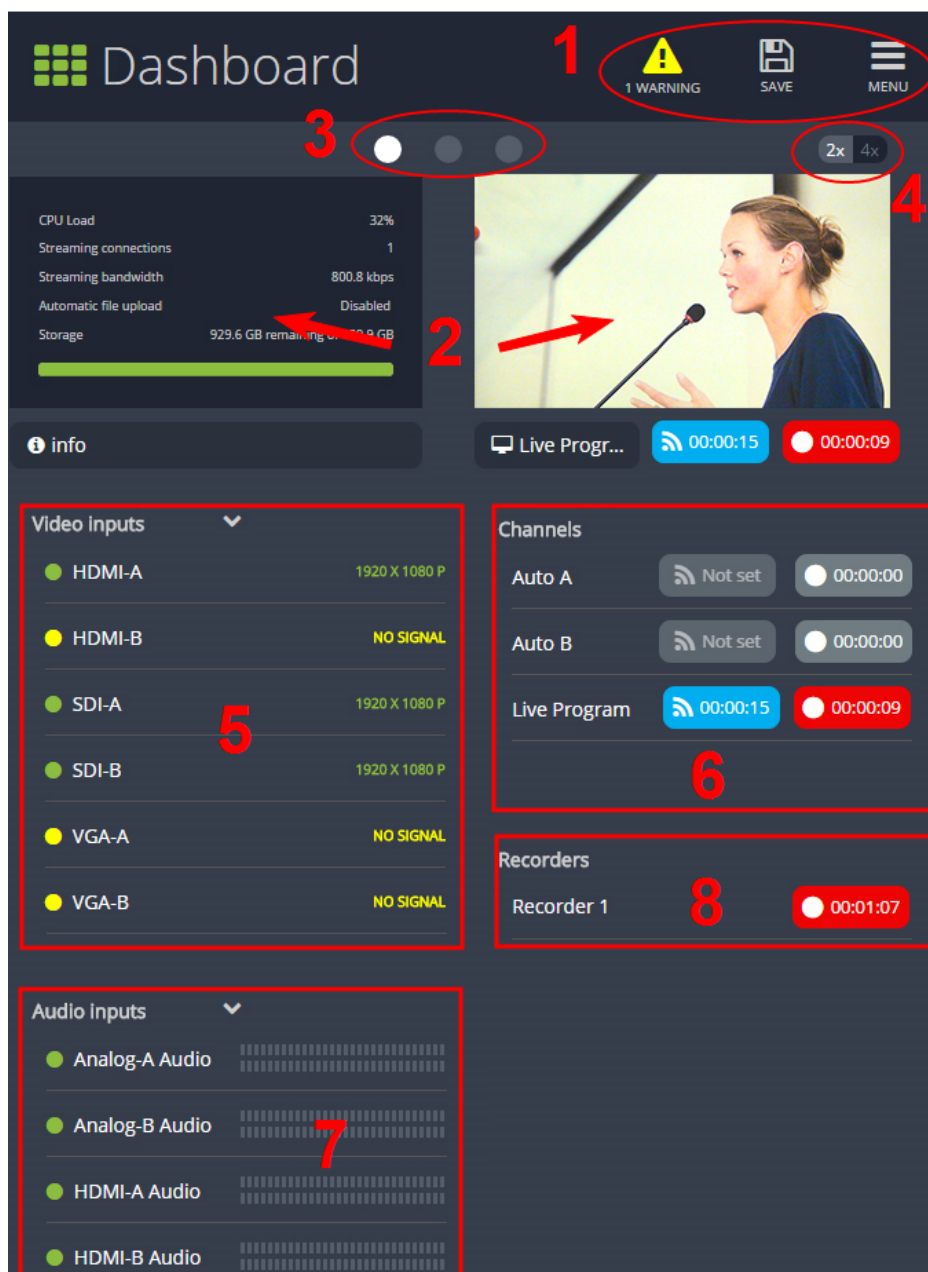 Dashboard
1
1 WARNING
SAVE
MENU
3
2x 4x
4
CPU Load 32%
Streaming connections 1
Streaming bandwidth 800.8 kbps
Automatic file upload Disabled
Storage 929.6 GB remaining
GB
2
info
Live Progr... 00:00:15 00:00:09
Video inputs
HDMI-A 1920 X 1080 P
HDMI-B NO SIGNAL
SDI-A 1920 X 1080 P
SDI-B 1920 X 1080 P
VGA-A NO SIGNAL
VGA-B NO SIGNAL
5
Channels
Auto A Not set 00:00:00
Auto B Not set 00:00:00
Live Program 00:00:15 00:00:09
6
Recorders
Recorder 1 00:01:07
8
Audio inputs
Analog-A Audio
Analog-B Audio
HDMI-A Audio
HDMI-B Audio
7